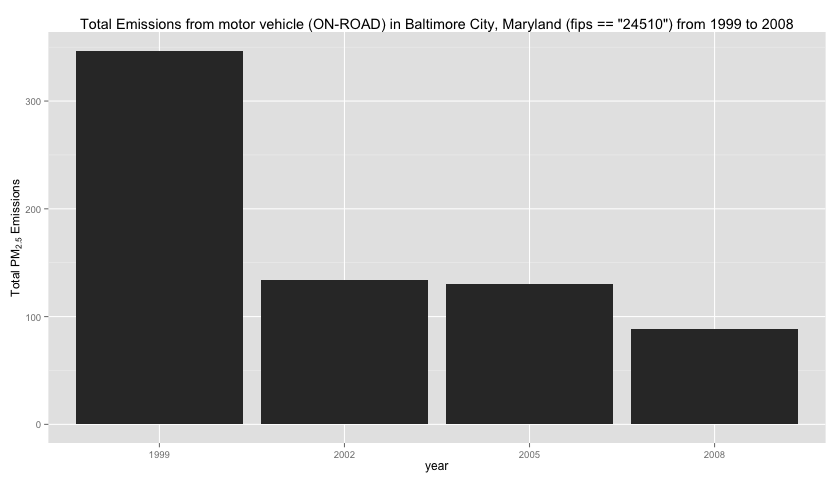 Total Emissions from motor vehicle (ON-ROAD) in Baltimore City, Maryland (fips == "24510") from 1999 to 2008
Total PM2.5 Emissions
300
200
100
0
1999 2002 2005 2008
year